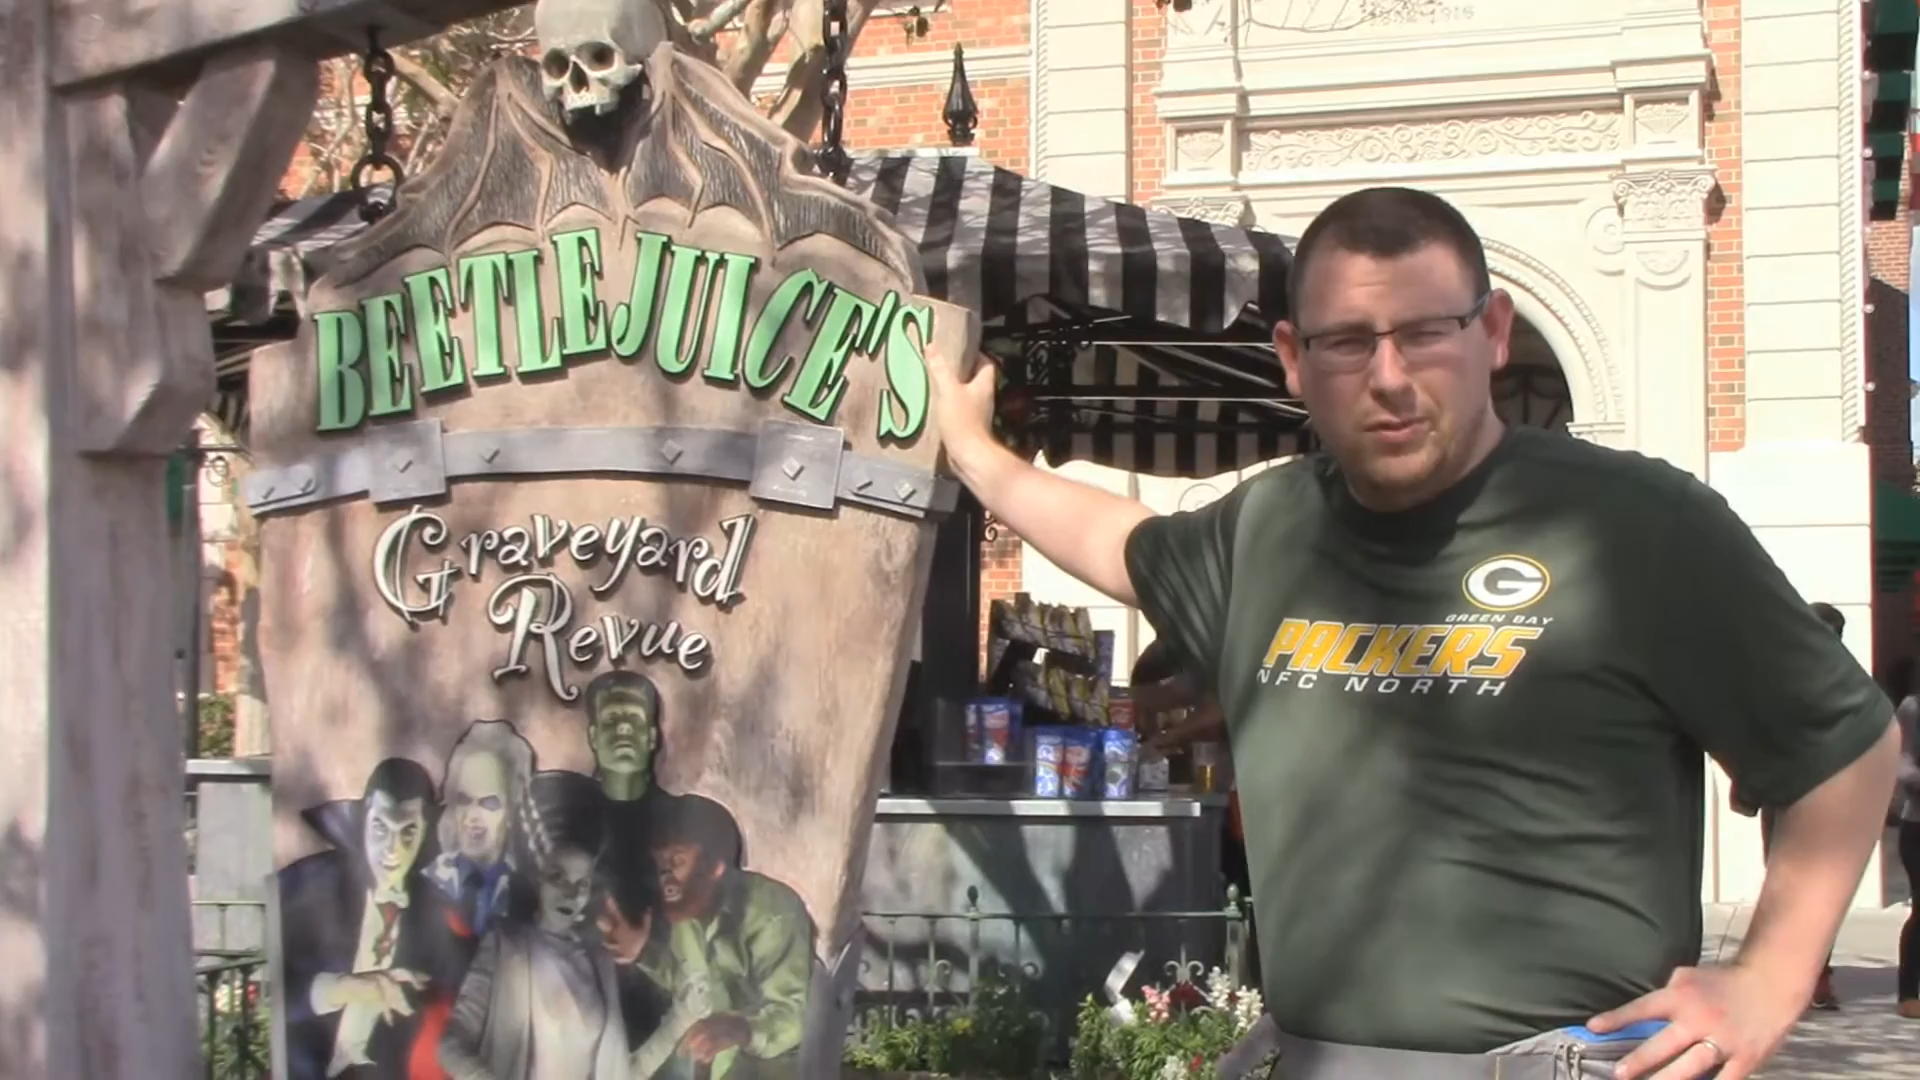 BEETLEJUICE'S
Graveyard
Revue
G
GREEN BAY
PACKERS
NFC NORTH